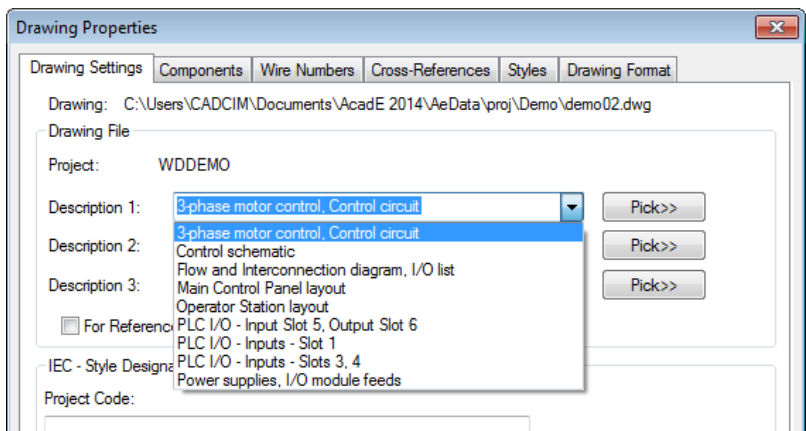 Drawing Properties
Drawing Settings Components Wire Numbers Cross-References Styles Drawing Format
Drawing: C:\Users\CADCIM\Documents\AcadE 2014\AeData\proj\Demo\demo02.dwg
Drawing File
Project: WDDEMO
Description 1: 3-phase motor control, Control circuit Pick>>
3-phase motor control, Control circuit
Description 2: Pick>>
Control schematic
Flow and Interconnection diagram, I/O list
Description 3: Pick>>
Main Control Panel layout
Operator Station layout
For Referenc
PLC I/O - Input Slot 5, Output Slot 6
PLC I/O - Inputs - Slot 1
IEC - Style Designa
PLC I/O - Inputs - Slots 3, 4
Power supplies, I/O module feeds
Project Code: